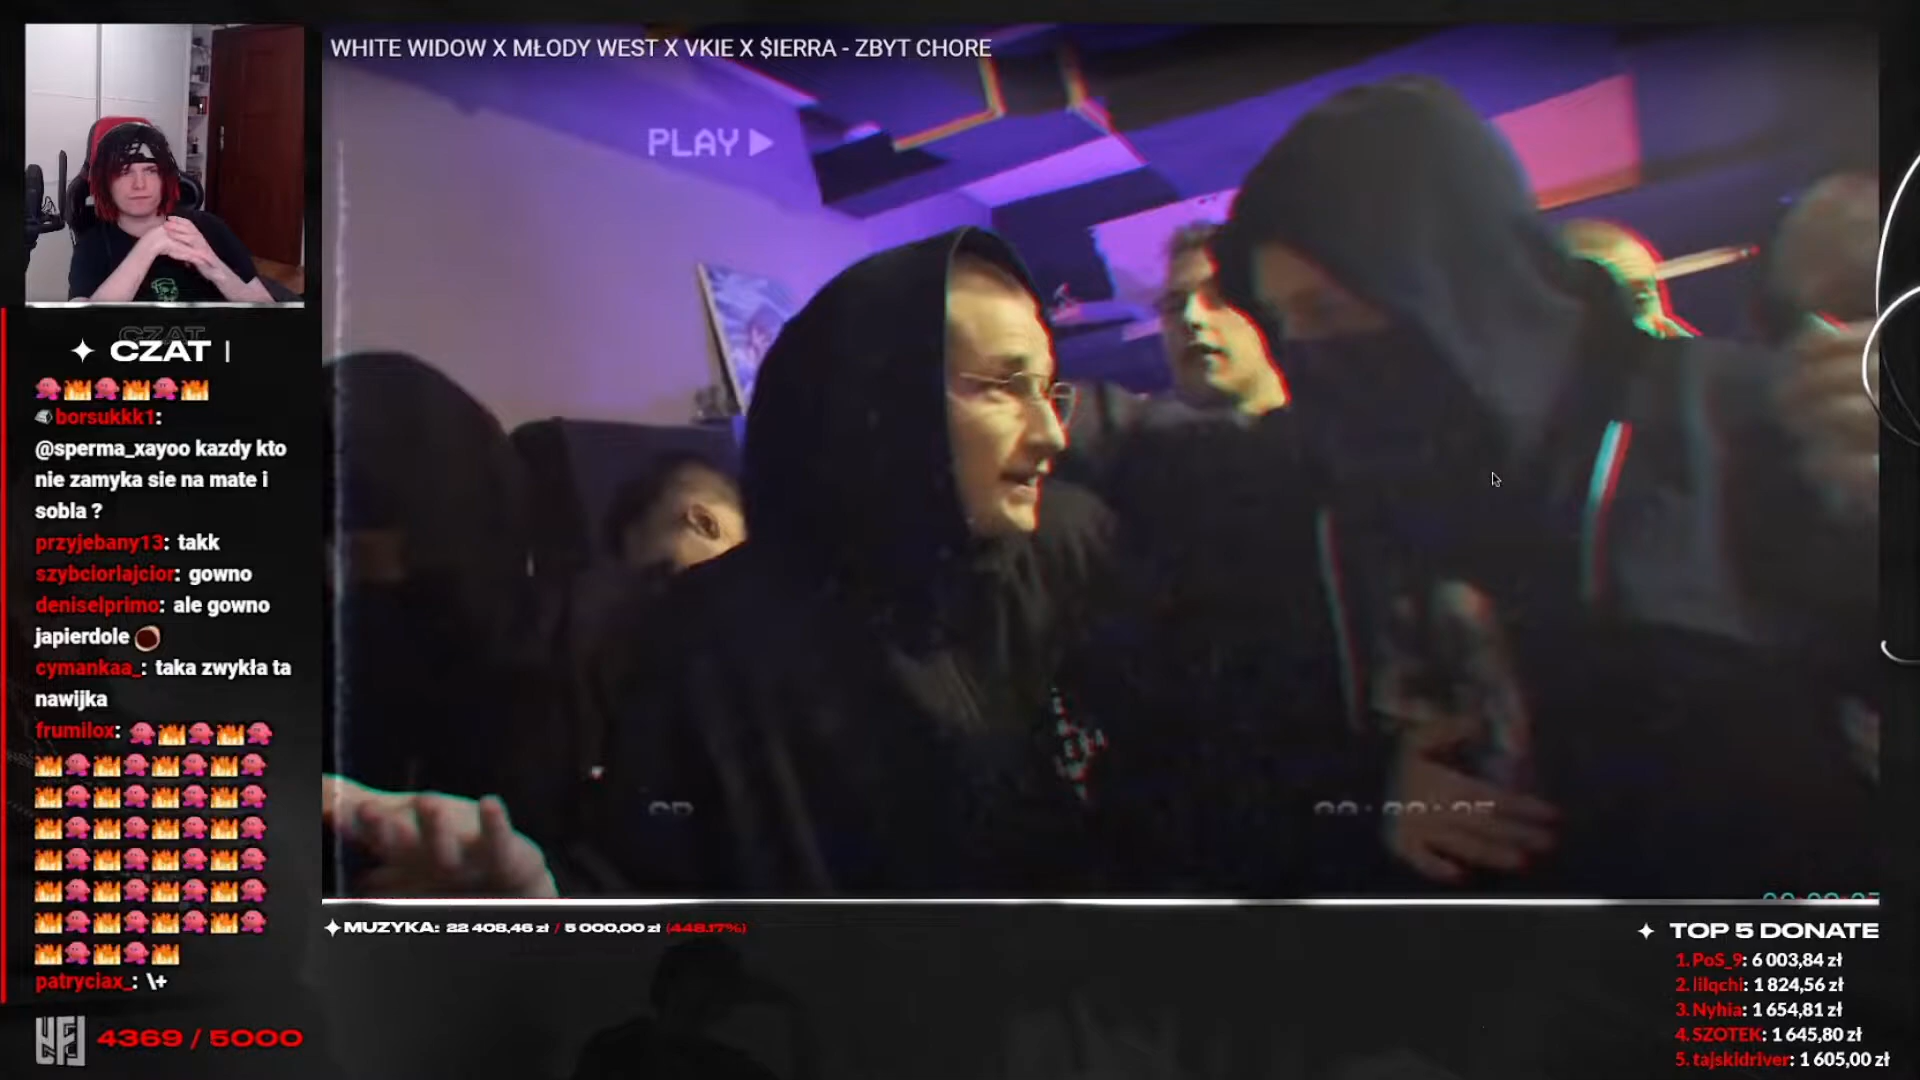 WHITE WIDOW X MŁODY WEST X VKIE X $IERRA - ZBYT CHORE
PLAY
CZAT
borsukkk1:
@sperma_xayoo kazdy kto
nie zamyka sie na mate i
sobla ?
przyjebany13: takk
szybciorlajcior: gowno
deniselprimo: ale gowno
japierdole
cymankaa_: taka zwykła ta
nawijka
frumilox:
patryciax_: \+
4369 / 5000
MUZYKA: 22 408,46 zł / 5 000,00 zł (448.17%)
TOP 5 DONATE
1. PoS_9: 6 003,84 zł
2. lilqchi: 1 824,56 zł
3. Nyhia: 1 654,81 zł
4. SZOTEK: 1 645,80 zł
5. tajskidriver: 1 605,00 zł